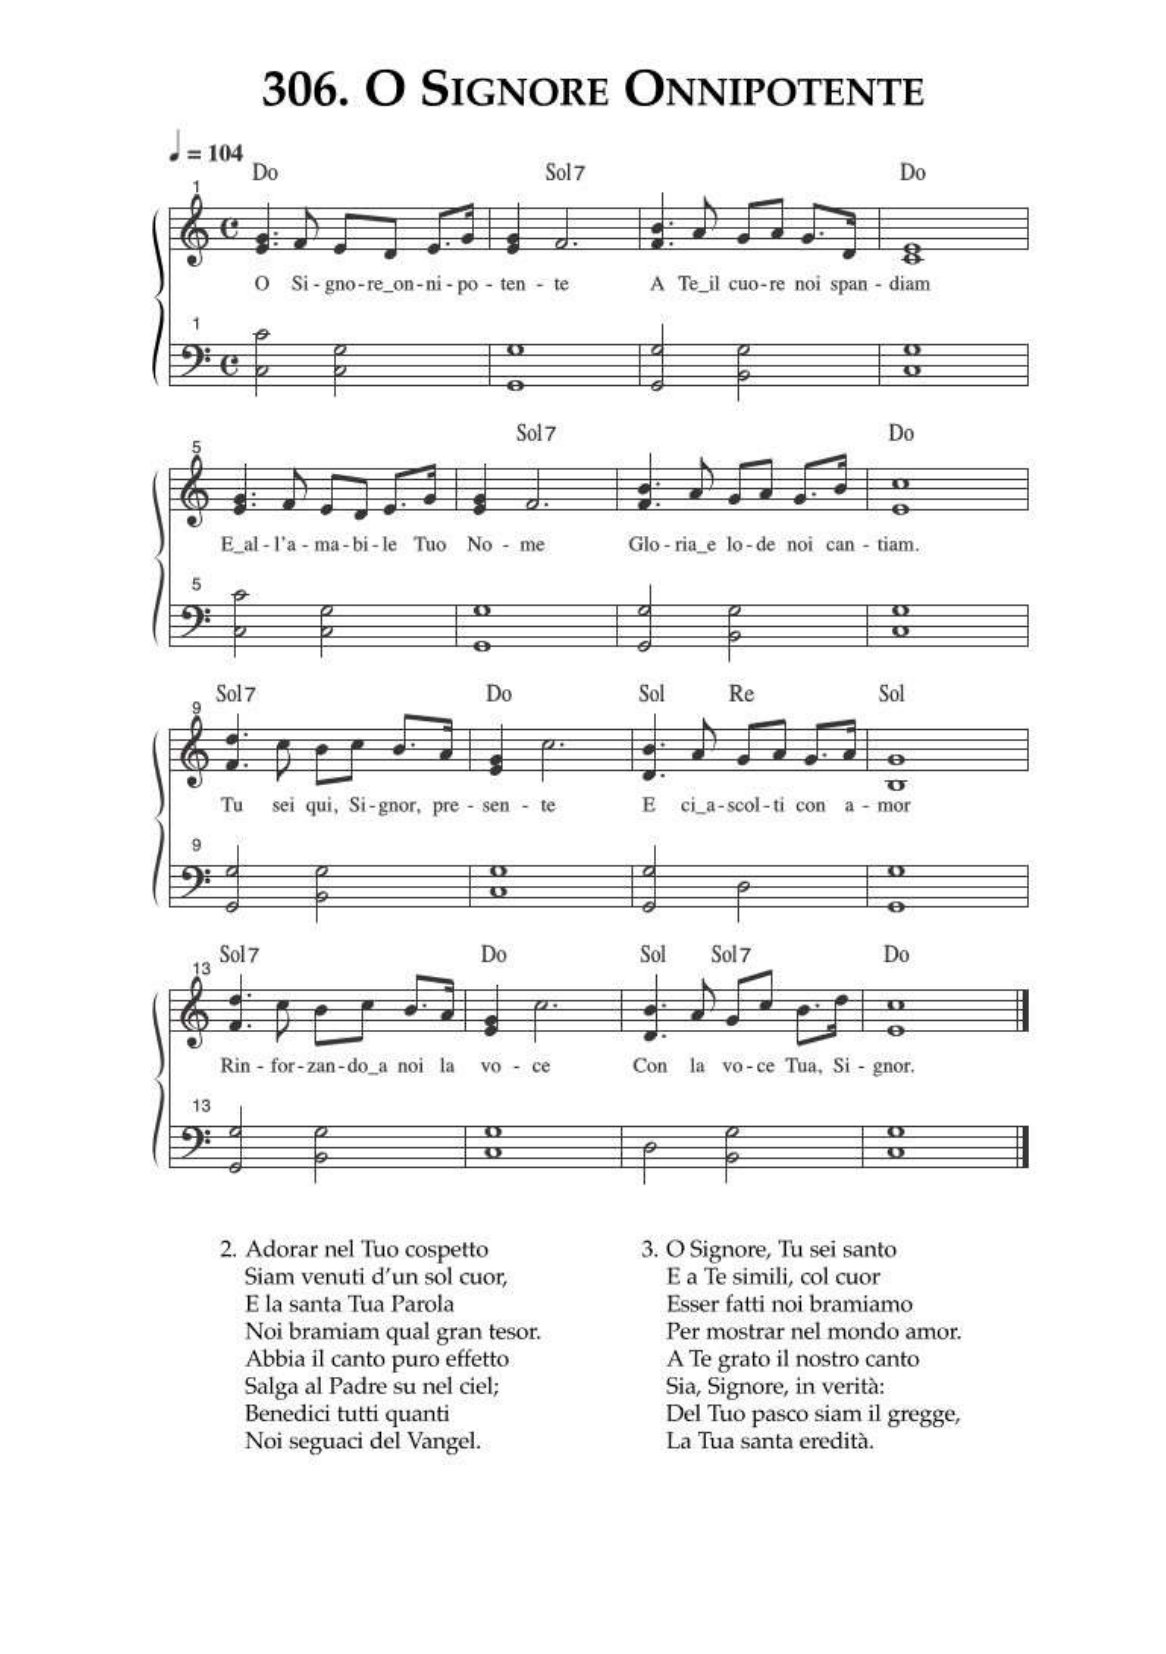 306. O SIGNORE ONNIPOTENTE
♩ = 104
Do Sol7 Do
1
O Si - gno-re_on-ni - po - ten - te A Te_il cuo-re noi span - diam
1
Sol7 Do
5
E_al - l'a - ma-bi-le Tuo No - me Glo-ria_e lo-de noi can - tiam.
5
Sol7 Do Sol Re Sol
9
Tu sei qui, Si-gnor, pre - sen - te E ci_a-scol-ti con a - mor
9
Sol7 Do Sol Sol7 Do
13
Rin - for-zan-do_a noi la vo - ce Con la vo-ce Tua, Si - gnor.
13
2. Adorar nel Tuo cospetto
Siam venuti d'un sol cuor,
E la santa Tua Parola
Noi bramiam qual gran tesor.
Abbia il canto puro effetto
Salga al Padre su nel ciel;
Benedici tutti quanti
Noi seguaci del Vangel.
3. O Signore, Tu sei santo
E a Te simili, col cuor
Esser fatti noi bramiamo
Per mostrar nel mondo amor.
A Te grato il nostro canto
Sia, Signore, in verità:
Del Tuo pasco siam il gregge,
La Tua santa eredità.